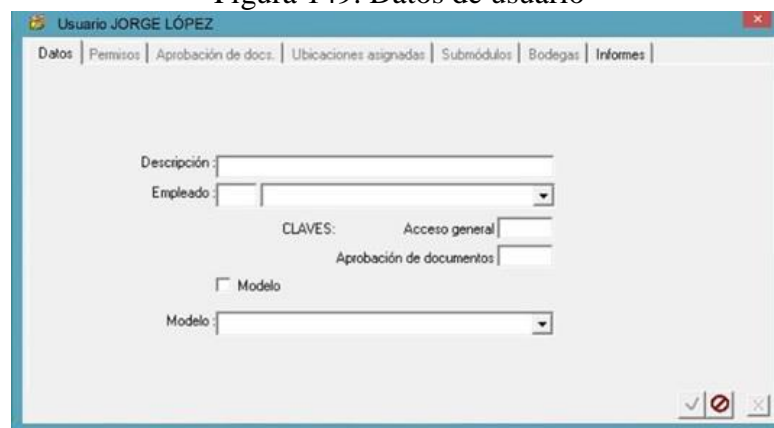 Figura 149. Datos de usuario
Usuario JORGE LÓPEZ
Datos Permisos Aprobación de docs. Ubicaciones asignadas Submódulos Bodegas Informes
Descripción :
Empleado :
CLAVES: Acceso general
Aprobación de documentos
Modelo
Modelo :